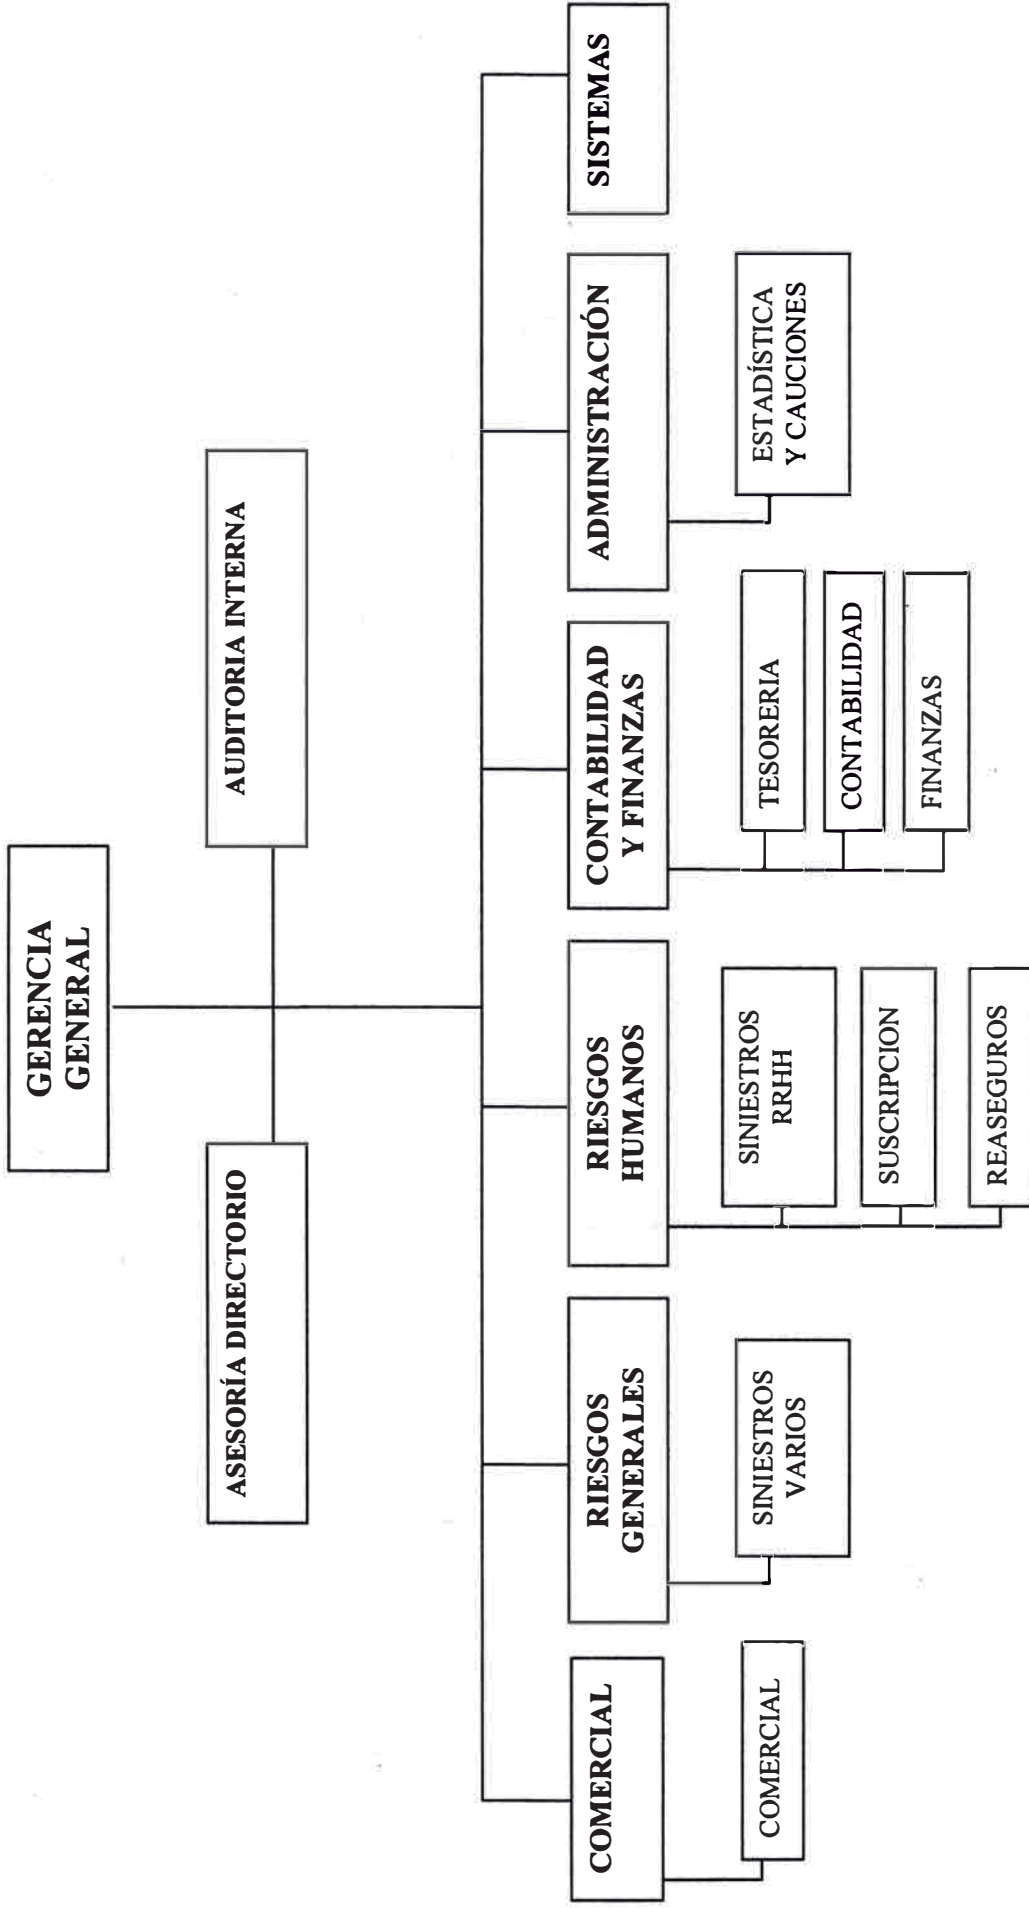 GERENCIA
GENERAL
ASESORÍA DIRECTORIO
AUDITORIA INTERNA
COMERCIAL
RIESGOS
GENERALES
RIESGOS
HUMANOS
CONTABILIDAD
Y FINANZAS
ADMINISTRACIÓN
SISTEMAS
COMERCIAL
SINIESTROS
VARIOS
SINIESTROS
RRHH
SUSCRIPCION
REASEGUROS
TESORERIA
CONTABILIDAD
FINANZAS
ESTADÍSTICA
Y CAUCIONES